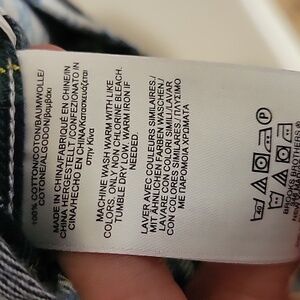 100% COTTON/COTON/BAUMWOLLE/
COTONE/ALGODON/βαμβάκι
MADE IN CHINA/FABRIQUÉ EN CHINE/IN
CHINA HERGESTELLT/CONFEZIONATO IN
CINA/HECHO EN CHINA/Κατασκευάζεται
στην Κίνα
MACHINE WASH WARM WITH LIKE
COLORS. ONLY NON CHLORINE BLEACH.
TUMBLE DRY LOW. WARM IRON IF
NEEDED.
LAVER AVEC COULEURS SIMILAIRES/
MIT ÄHNLICHEN FARBEN WASCHEN/
LAVARE CON COLORI SIMILI/LAVAR
CON COLORES SIMILARES/ ΠΛΥΣΙΜΟ
ΜΕ ΠΑΡΟΜΟΙΑ ΧΡΩΜΑΤΑ
P
BROOKS BROTHERS